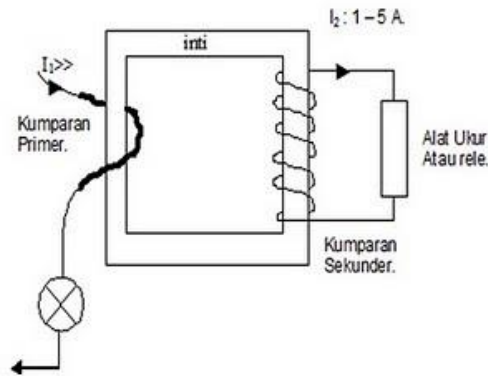 I₂ : 1 – 5 A.
inti
I₁>>
Kumparan
Primer.
Alat Ukur
Atau rele.
Kumparan
Sekunder.